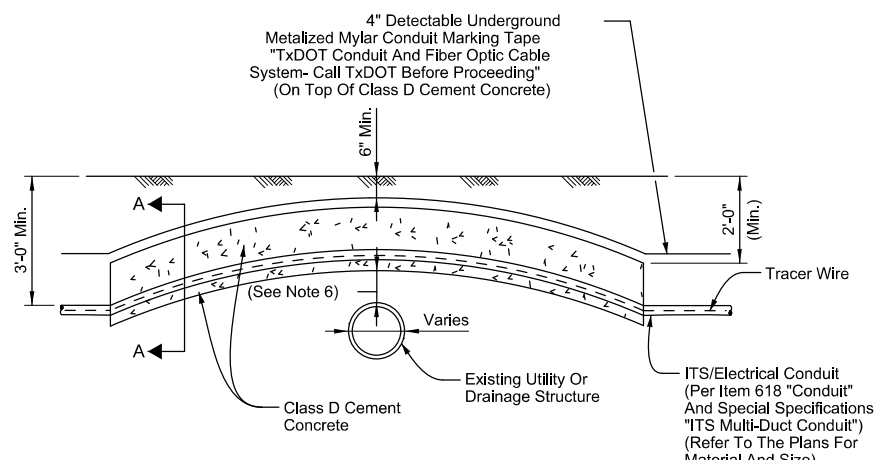 4" Detectable Underground
Metalized Mylar Conduit Marking Tape
"TxDOT Conduit And Fiber Optic Cable
System- Call TxDOT Before Proceeding"
(On Top Of Class D Cement Concrete)
6" Min.
A
A
3'-0" Min.
2'-0"
(Min.)
(See Note 6)
Varies
Tracer Wire
Existing Utility Or
Drainage Structure
Class D Cement
Concrete
ITS/Electrical Conduit
(Per Item 618 "Conduit"
And Special Specifications
"ITS Multi-Duct Conduit")
(Refer To The Plans For
Material And Size)